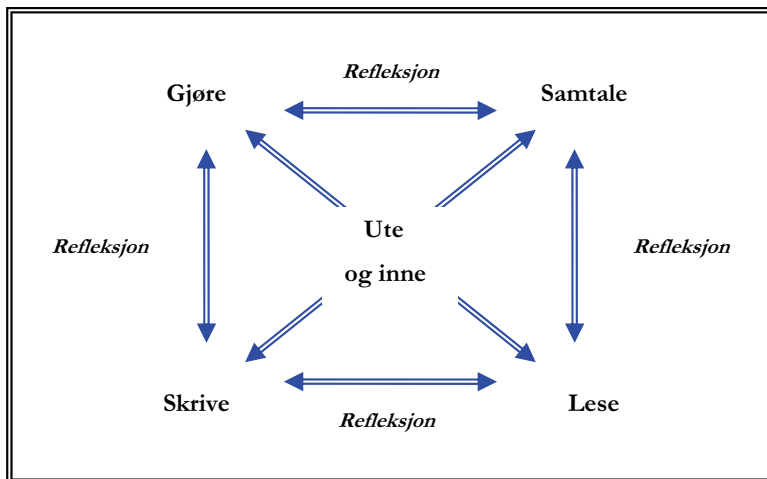 Refleksjon
Gjøre
Samtale
Refleksjon
Ute
og inne
Refleksjon
Skrive
Lese
Refleksjon